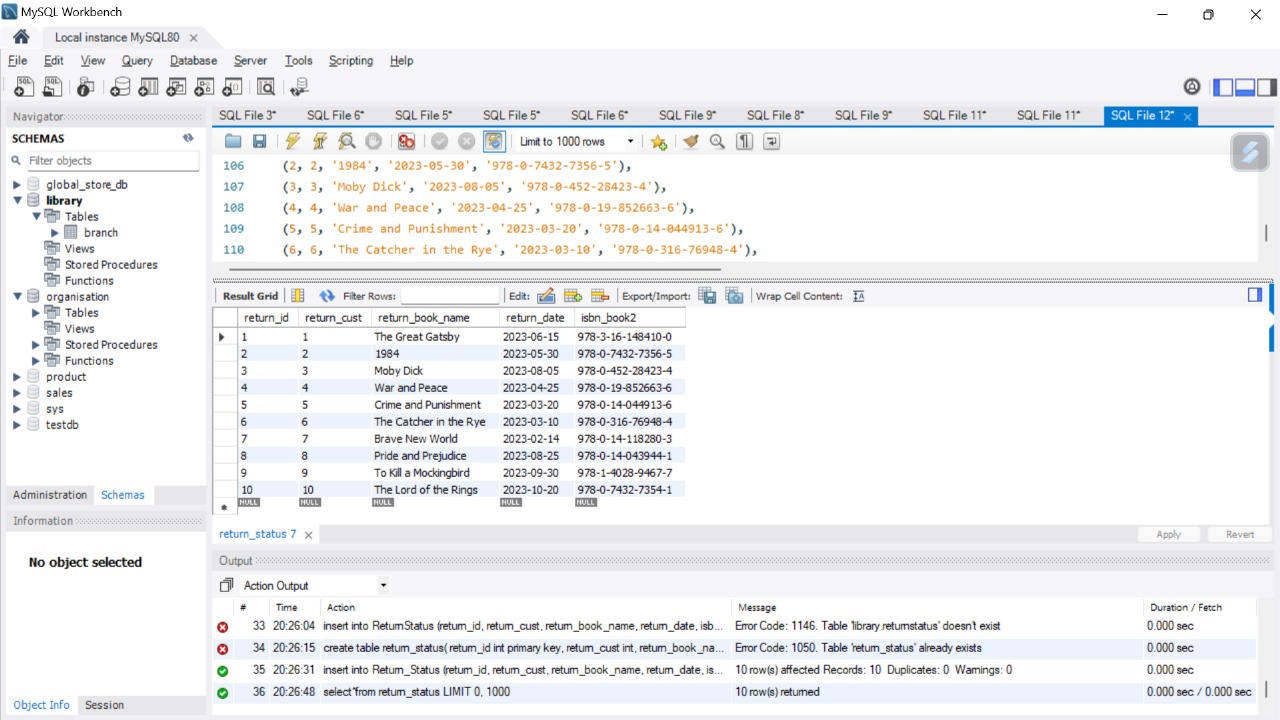 MySQL Workbench
Local instance MySQL80
File Edit View Query Database Server Tools Scripting Help
Navigator
SCHEMAS
Filter objects
global_store_db
library
Tables
branch
Views
Stored Procedures
Functions
organisation
Tables
Views
Stored Procedures
Functions
product
sales
sys
testdb
Administration Schemas
Information
No object selected
Object Info Session
SQL File 3* SQL File 6* SQL File 5* SQL File 5* SQL File 6* SQL File 9* SQL File 8* SQL File 9* SQL File 11* SQL File 11* SQL File 12*
Limit to 1000 rows
106 (2, 2, '1984', '2023-05-30', '978-0-7432-7356-5'),
107 (3, 3, 'Moby Dick', '2023-08-05', '978-0-452-28423-4'),
108 (4, 4, 'War and Peace', '2023-04-25', '978-0-19-852663-6'),
109 (5, 5, 'Crime and Punishment', '2023-03-20', '978-0-14-044913-6'),
110 (6, 6, 'The Catcher in the Rye', '2023-03-10', '978-0-316-76948-4'),
Result Grid Filter Rows: Edit: Export/Import: Wrap Cell Content:
return_id return_cust return_book_name return_date isbn_book2
1 1 The Great Gatsby 2023-06-15 978-3-16-148410-0
2 2 1984 2023-05-30 978-0-7432-7356-5
3 3 Moby Dick 2023-08-05 978-0-452-28423-4
4 4 War and Peace 2023-04-25 978-0-19-852663-6
5 5 Crime and Punishment 2023-03-20 978-0-14-044913-6
6 6 The Catcher in the Rye 2023-03-10 978-0-316-76948-4
7 7 Brave New World 2023-02-14 978-0-14-118280-3
8 8 Pride and Prejudice 2023-08-25 978-0-14-043944-1
9 9 To Kill a Mockingbird 2023-09-30 978-1-4028-9467-7
10 10 The Lord of the Rings 2023-10-20 978-0-7432-7354-1
NULL NULL NULL NULL NULL
return_status 7
Apply Revert
Output
Action Output
# Time Action Message Duration / Fetch
33 20:26:04 insert into ReturnStatus (return_id, return_cust, return_book_name, return_date, isb... Error Code: 1146. Table 'library.returnstatus' doesn't exist 0.000 sec
34 20:26:15 create table return_status( return_id int primary key, return_cust int, return_book_na... Error Code: 1050. Table 'return_status' already exists 0.000 sec
35 20:26:31 insert into Return_Status (return_id, return_cust, return_book_name, return_date, is... 10 row(s) affected Records: 10 Duplicates: 0 Warnings: 0 0.000 sec
36 20:26:48 select*from return_status LIMIT 0, 1000 10 row(s) returned 0.000 sec / 0.000 sec